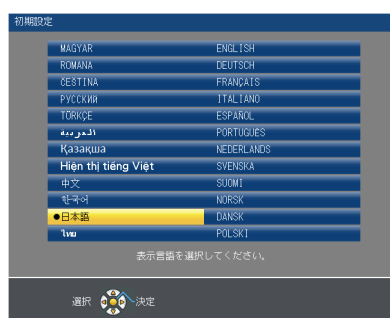 初期設定
MAGYAR ENGLISH
ROMÂNĂ DEUTSCH
ČEŠTINA FRANÇAIS
РУССКИЙ ITALIANO
TÜRKÇE ESPAÑOL
العربية PORTUGUÊS
Қазақша NEDERLANDS
Hiện thị tiếng Việt SVENSKA
中文 SUOMI
한국어 NORSK
●日本語 DANSK
ไทย POLSKI
表示言語を選択してください。
選択 決定